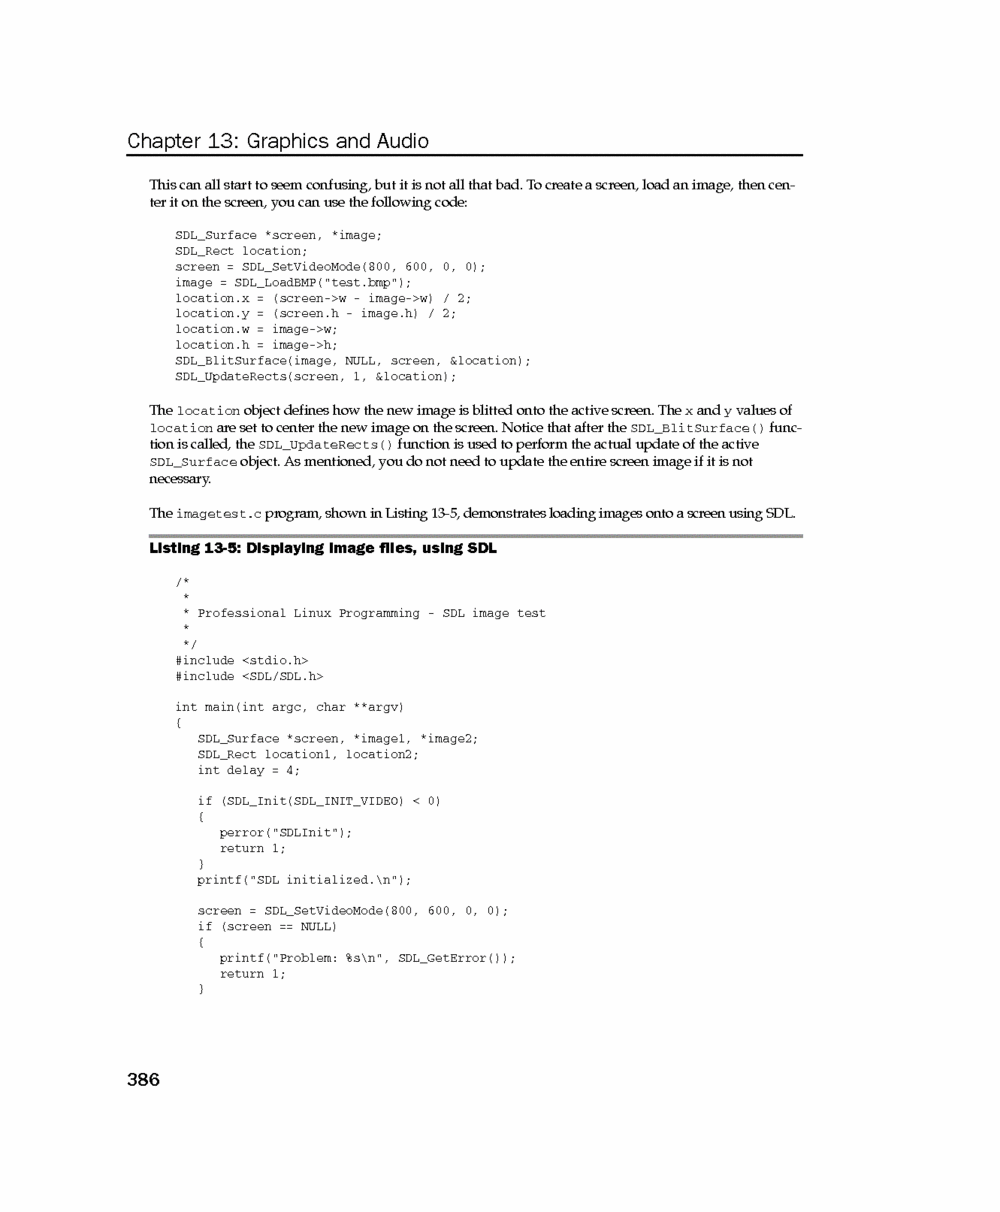 Chapter 13: Graphics and Audio
This can all start to seem confusing, but it is not all that bad. To create a screen, load an image, then cen-
ter it on the screen, you can use the following code:
SDL_Surface *screen, *image;
SDL_Rect location;
screen = SDL_SetVideoMode(800, 600, 0, 0);
image = SDL_LoadBMP("test.bmp");
location.x = (screen->w - image->w) / 2;
location.y = (screen.h - image.h) / 2;
location.w = image->w;
location.h = image->h;
SDL_BlitSurface(image, NULL, screen, &location);
SDL_UpdateRects(screen, 1, &location);
The location object defines how the new image is blitted onto the active screen. The x and y values of
location are set to center the new image on the screen. Notice that after the SDL_BlitSurface() func-
tion is called, the SDL_UpdateRects() function is used to perform the actual update of the active
SDL_Surface object. As mentioned, you do not need to update the entire screen image if it is not
necessary.
The imagetest.c program, shown in Listing 13-5, demonstrates loading images onto a screen using SDL.
Listing 13-5: Displaying image files, using SDL
/*
*
* Professional Linux Programming - SDL image test
*
*/
#include <stdio.h>
#include <SDL/SDL.h>
int main(int argc, char **argv)
{
SDL_Surface *screen, *image1, *image2;
SDL_Rect location1, location2;
int delay = 4;
if (SDL_Init(SDL_INIT_VIDEO) < 0)
{
perror("SDLInit");
return 1;
}
printf("SDL initialized.\n");
screen = SDL_SetVideoMode(800, 600, 0, 0);
if (screen == NULL)
{
printf("Problem: %s\n", SDL_GetError());
return 1;
}
386